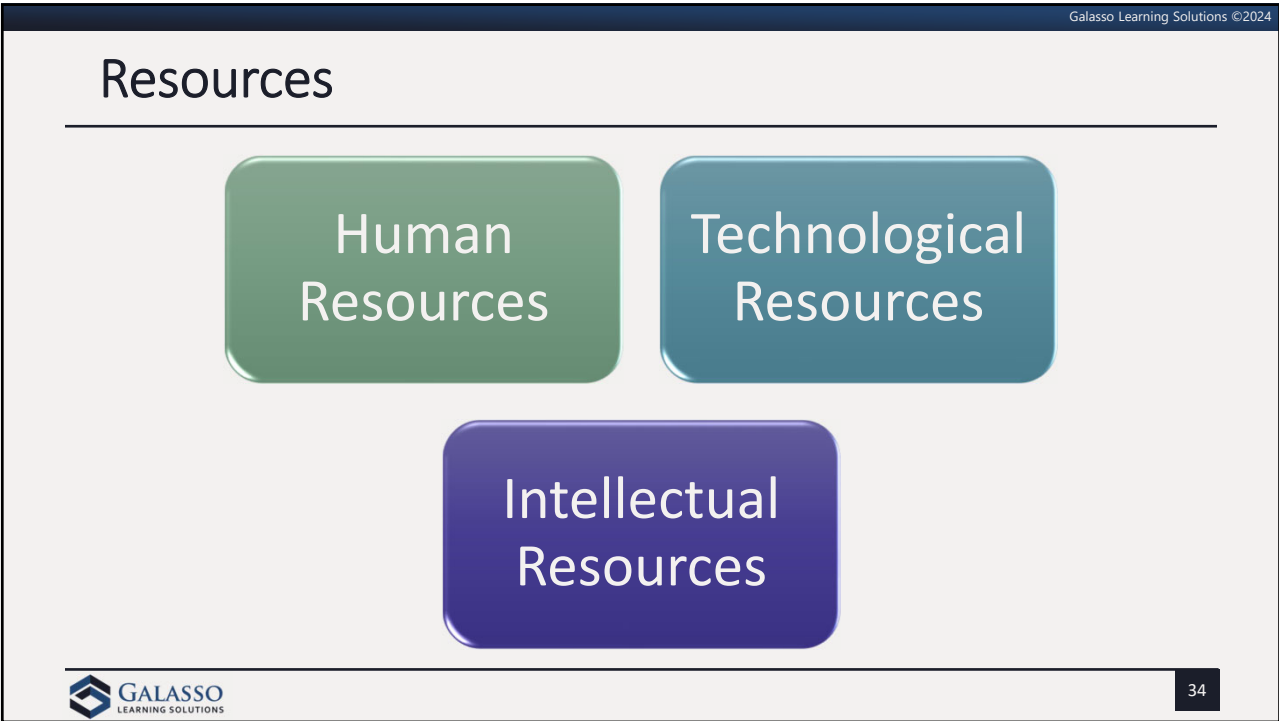 Galasso Learning Solutions ©2024
Resources
Human
Resources
Technological
Resources
Intellectual
Resources
GALASSO
LEARNING SOLUTIONS
34